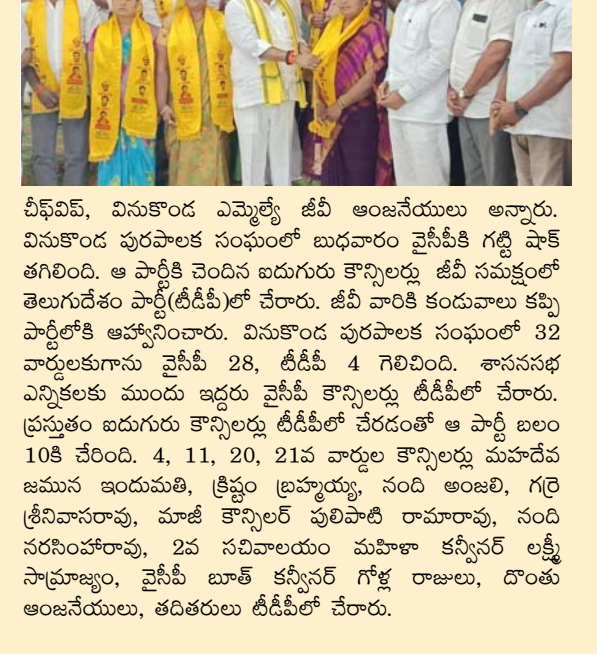 చీఫ్‌విప్, వినుకొండ ఎమ్మెల్యే జీవీ ఆంజనేయులు అన్నారు.
వినుకొండ పురపాలక సంఘంలో బుధవారం వైసీపీకి గట్టి షాక్
తగిలింది. ఆ పార్టీకి చెందిన ఐదుగురు కౌన్సిలర్లు జీవీ సమక్షంలో
తెలుగుదేశం పార్టీ(టీడీపీ)లో చేరారు. జీవీ వారికి కండువాలు కప్పి
పార్టీలోకి ఆహ్వానించారు. వినుకొండ పురపాలక సంఘంలో 32
వార్డులకుగాను వైసీపీ 28, టీడీపీ 4 గెలిచింది. శాసనసభ
ఎన్నికలకు ముందు ఇద్దరు వైసీపీ కౌన్సిలర్లు టీడీపీలో చేరారు.
ప్రస్తుతం ఐదుగురు కౌన్సిలర్లు టీడీపీలో చేరడంతో ఆ పార్టీ బలం
10కి చేరింది. 4, 11, 20, 21వ వార్డుల కౌన్సిలర్లు మహదేవ
జమున ఇందుమతి, క్రిష్టం బ్రహ్మయ్య, నంది అంజలి, గర్రె
శ్రీనివాసరావు, మాజీ కౌన్సిలర్ పులిపాటి రామారావు, నంది
నరసింహారావు, 2వ సచివాలయం మహిళా కన్వీనర్ లక్ష్మీ
సామ్రాజ్యం, వైసీపీ బూత్ కన్వీనర్ గోళ్ల రాజులు, దొంతు
ఆంజనేయులు, తదితరులు టీడీపీలో చేరారు.